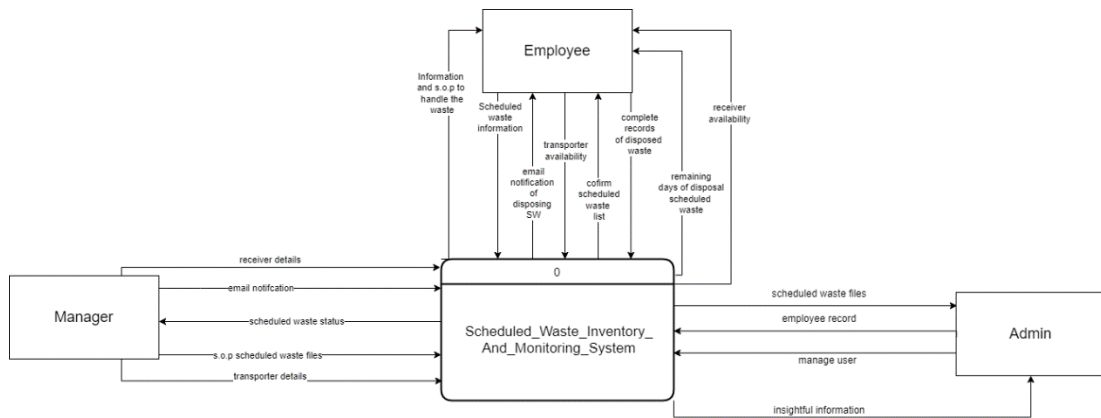 Employee
Information
and s.o.p to
handle the
waste
Scheduled
waste
information
email
notification
of
disposing
SW
transporter
availability
cofirm
scheduled
waste
list
complete
records
of disposed
waste
remaining
days of disposal
scheduled
waste
receiver
availability
Manager
receiver details
email notifcation
scheduled waste status
s.o.p scheduled waste files
transporter details
0
Scheduled_Waste_Inventory_
And_Monitoring_System
scheduled waste files
employee record
manage user
insightful information
Admin